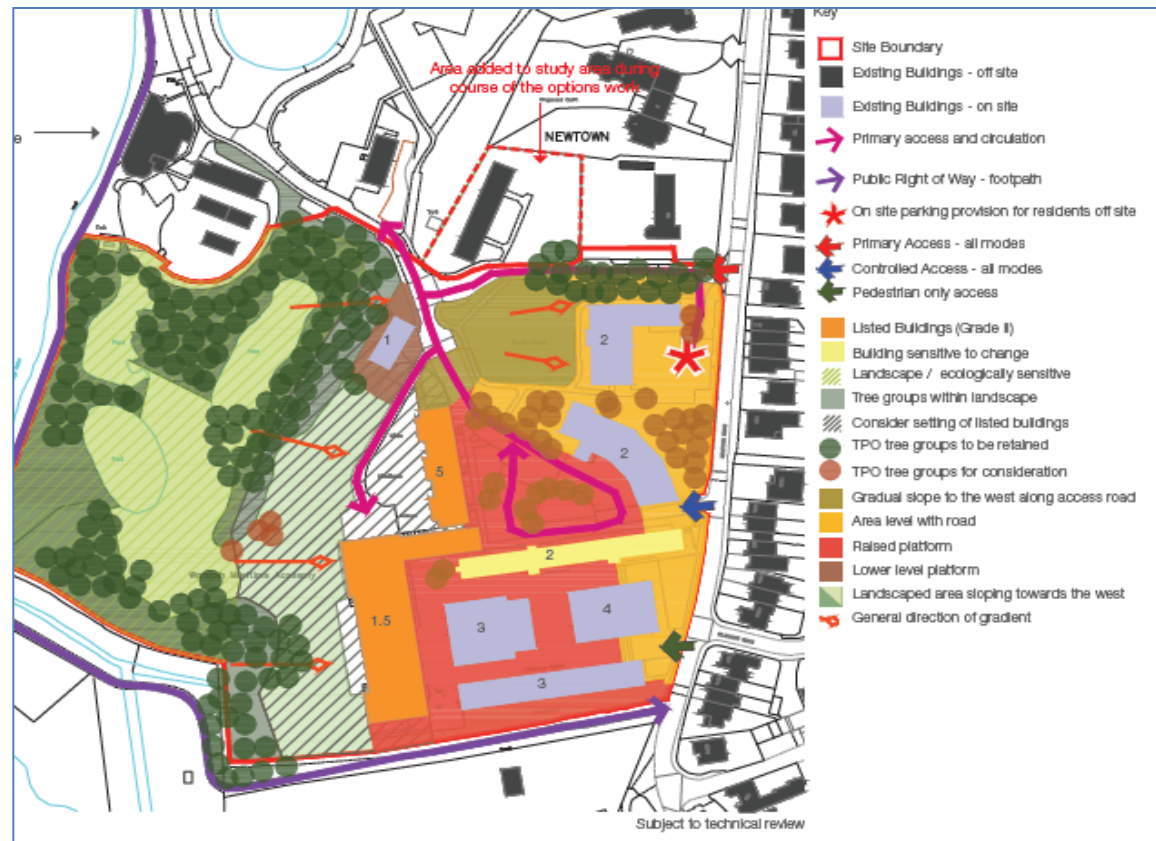 Key
Site Boundary
Existing Buildings - off site
Existing Buildings - on site
Primary access and circulation
Public Right of Way - footpath
On site parking provision for residents off site
Primary Access - all modes
Controlled Access - all modes
Pedestrian only access
Listed Buildings (Grade II)
Building sensitive to change
Landscape / ecologically sensitive
Tree groups within landscape
Consider setting of listed buildings
TPO tree groups to be retained
TPO tree groups for consideration
Gradual slope to the west along access road
Area level with road
Raised platform
Lower level platform
Landscaped area sloping towards the west
General direction of gradient
Area added to study area during
course of the options work
NEWTOWN
e
1
2
2
5
2
1.5
3
4
3
Subject to technical review